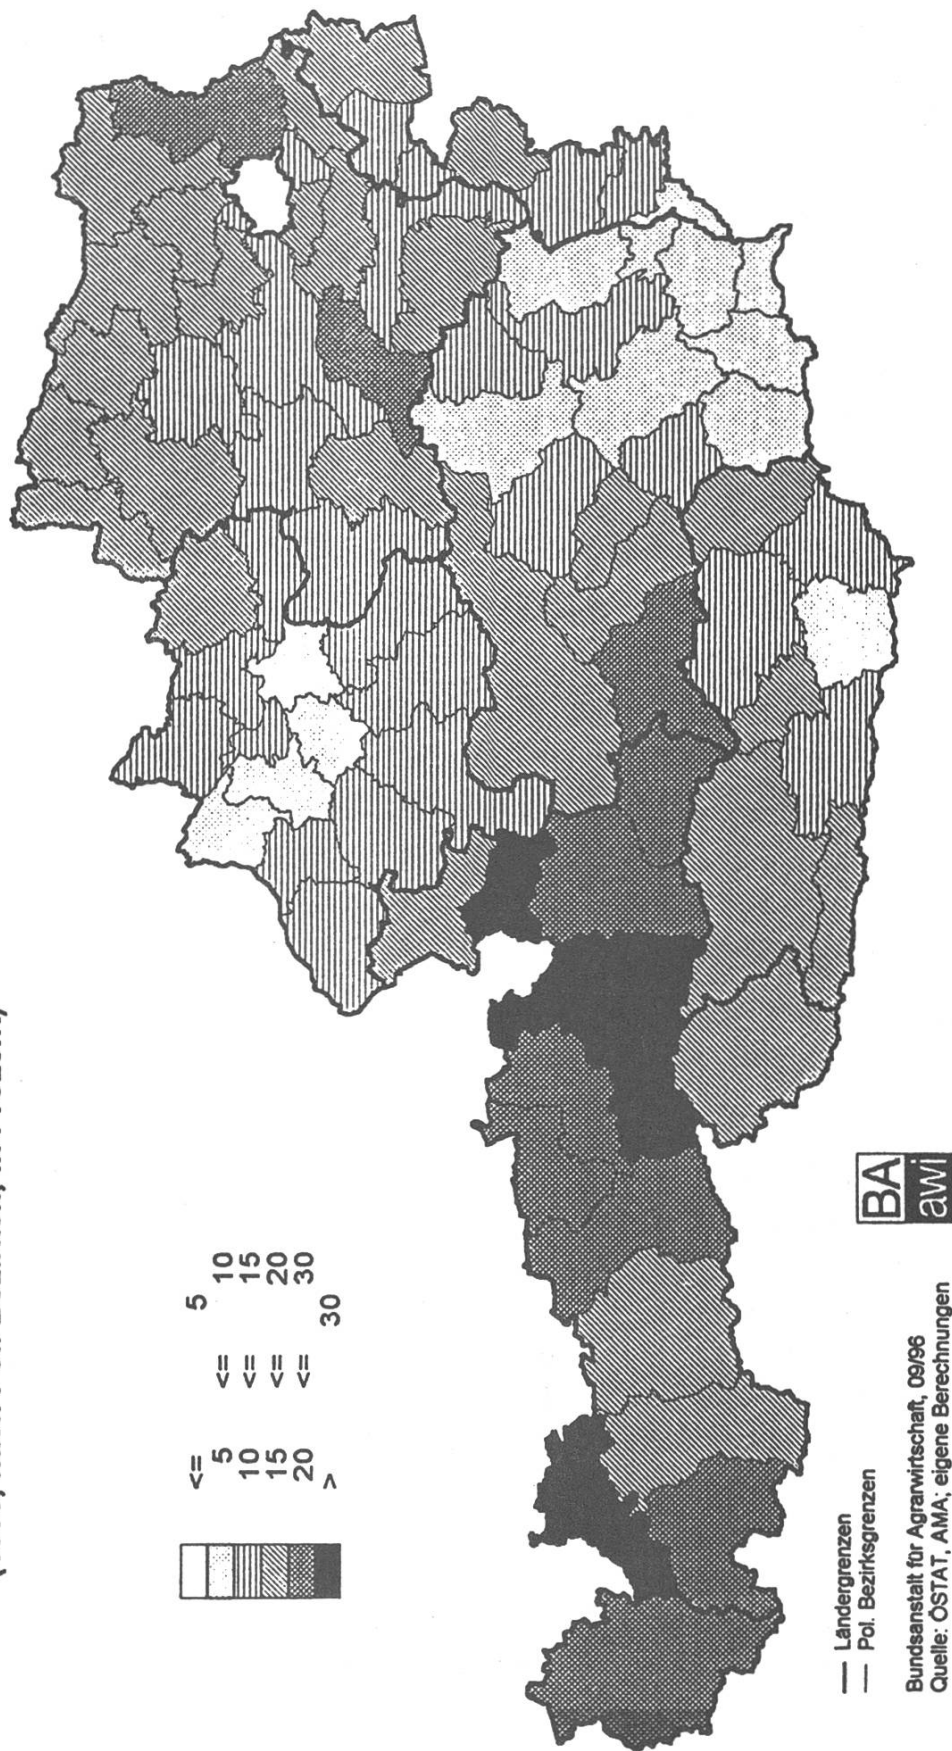 <= 5
5 <= 10
10 <= 15
15 <= 20
20 <= 30
> 30
Ländergrenzen
Pol. Bezirksgrenzen
BA
awi
Bundsanstalt für Agrarwirtschaft, 09/96
Quelle: ÖSTAT, AMA; eigene Berechnungen